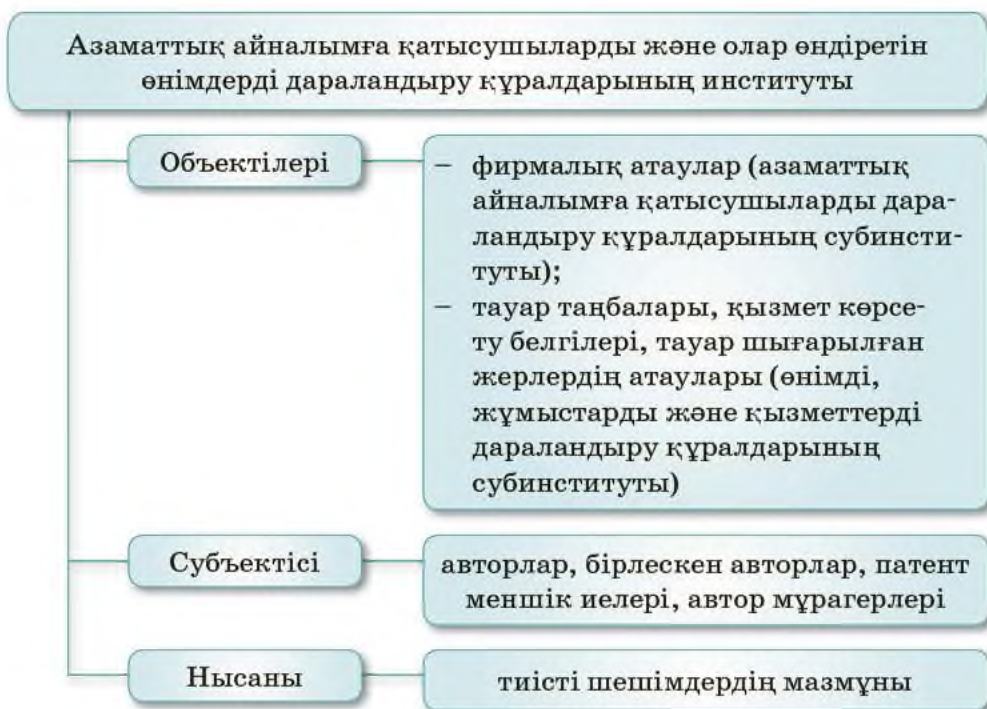 Азаматтық айналымға қатысушыларды және олар өндіретін
өнімдерді дараландыру құралдарының институты
Объектілері
– фирмалық атаулар (азаматтық
айналымға қатысушыларды дара-
ландыру құралдарының субинсти-
туты);
– тауар таңбалары, қызмет көрсе-
ту белгілері, тауар шығарылған
жерлердің атаулары (өнімді,
жұмыстарды және қызметтерді
дараландыру құралдарының
субинституты)
Субъектісі
авторлар, бірлескен авторлар, патент
меншік иелері, автор мұрагерлері
Нысаны
тиісті шешімдердің мазмұны